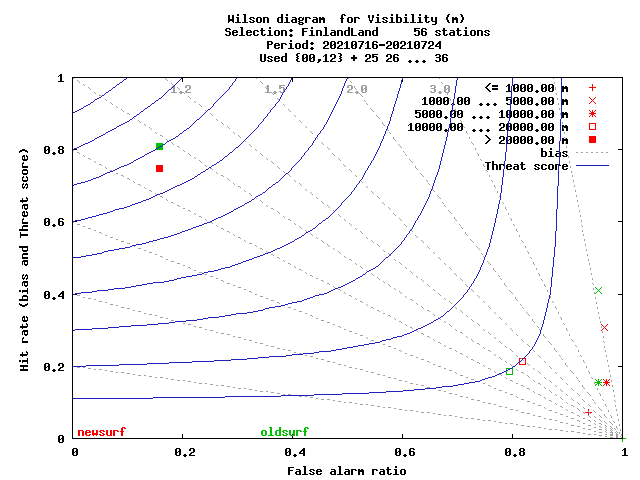 Wilson diagram  for Visibility (m)
Selection: FinlandLand     56 stations
Period: 20210716-20210724
Used {00,12} + 25 26 ... 36
1
1.2
1.5
2.0
3.0
<= 1000.00 m
1000.00 ... 5000.00 m
5000.00 ... 10000.00 m
10000.00 ... 20000.00 m
> 20000.00 m
bias
Threat score
0.8
0.6
0.4
0.2
0
Hit rate (bias and Threat score)
newsurf
oldsurf
0
0.2
0.4
0.6
0.8
1
False alarm ratio